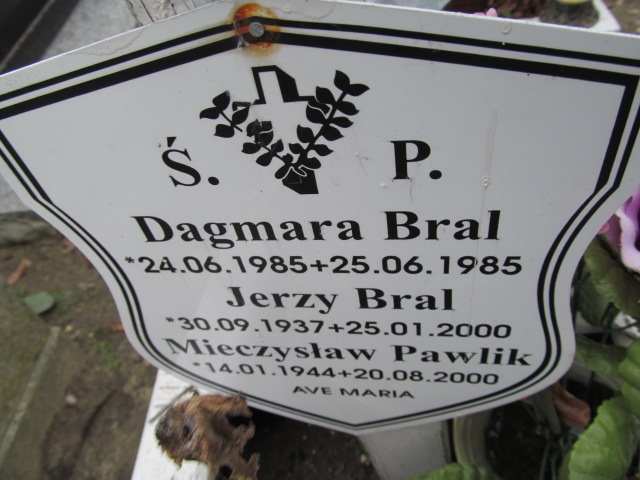 Ś. P.
Dagmara Bral
*24.06.1985+25.06.1985
Jerzy Bral
*30.09.1937+25.01.2000
Mieczysław Pawlik
*14.01.1944+20.08.2000
AVE MARIA